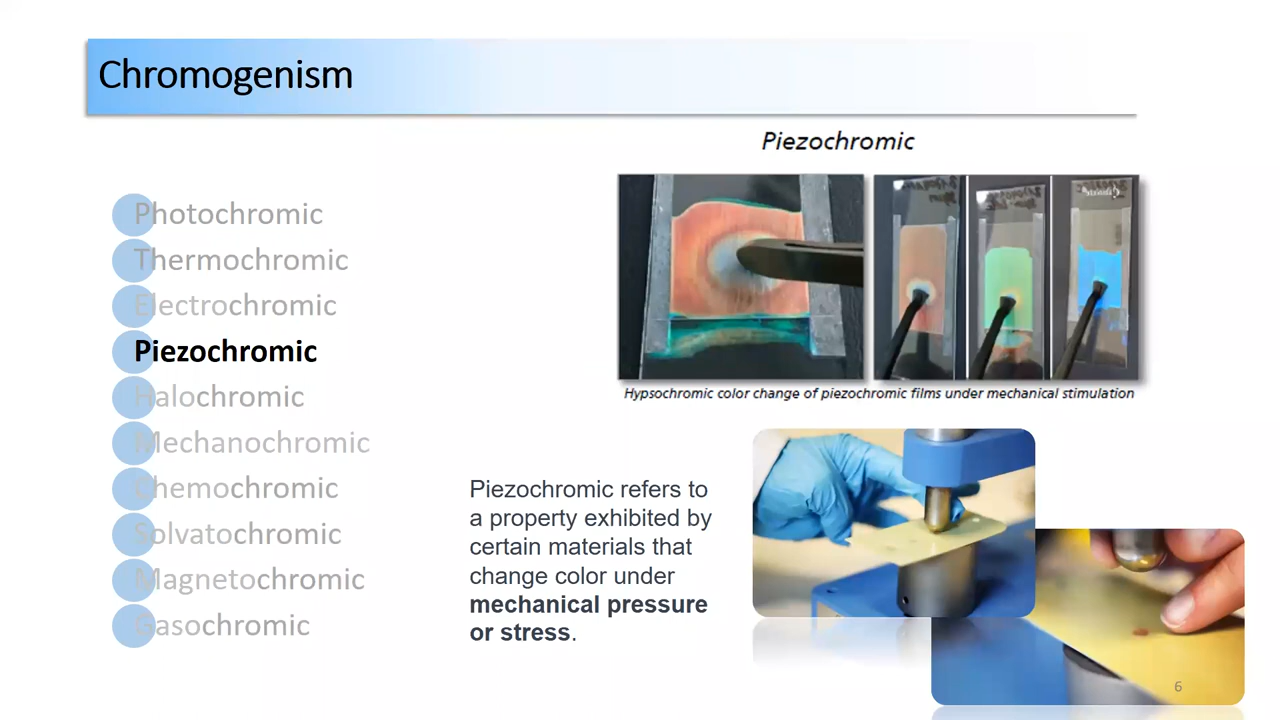 Chromogenism
Photochromic
Thermochromic
Electrochromic
Piezochromic
Halochromic
Mechanochromic
Chemochromic
Solvatochromic
Magnetochromic
Gasochromic
Piezochromic
Hypsochromic color change of piezochromic films under mechanical stimulation
Piezochromic refers to
a property exhibited by
certain materials that
change color under
mechanical pressure
or stress.
6